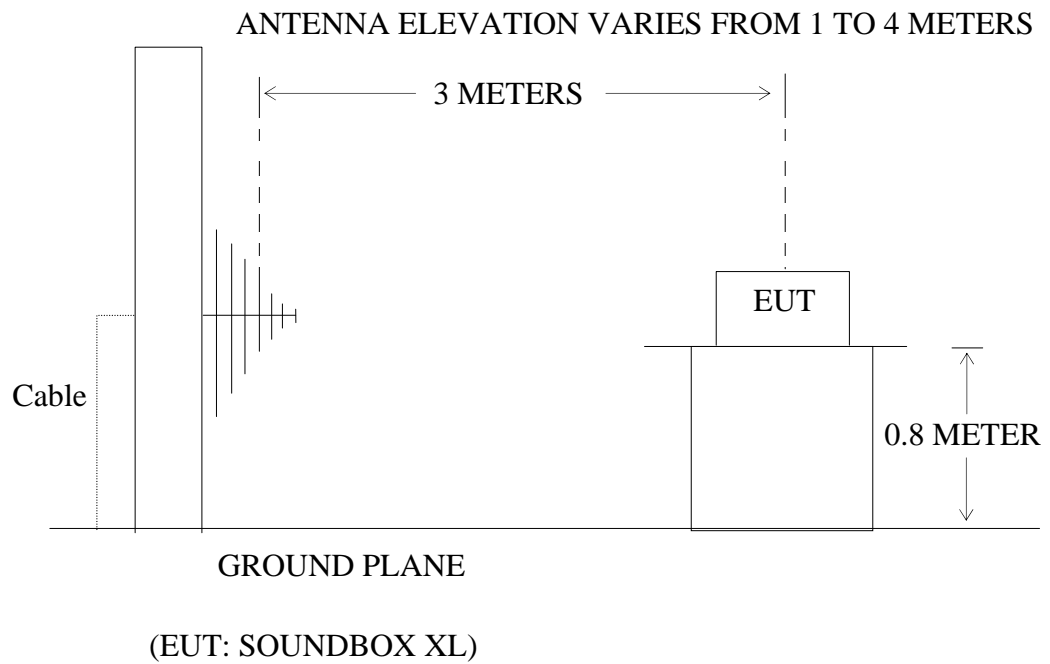 ANTENNA ELEVATION VARIES FROM 1 TO 4 METERS
3 METERS
EUT
Cable
0.8 METER
GROUND PLANE
(EUT: SOUNDBOX XL)